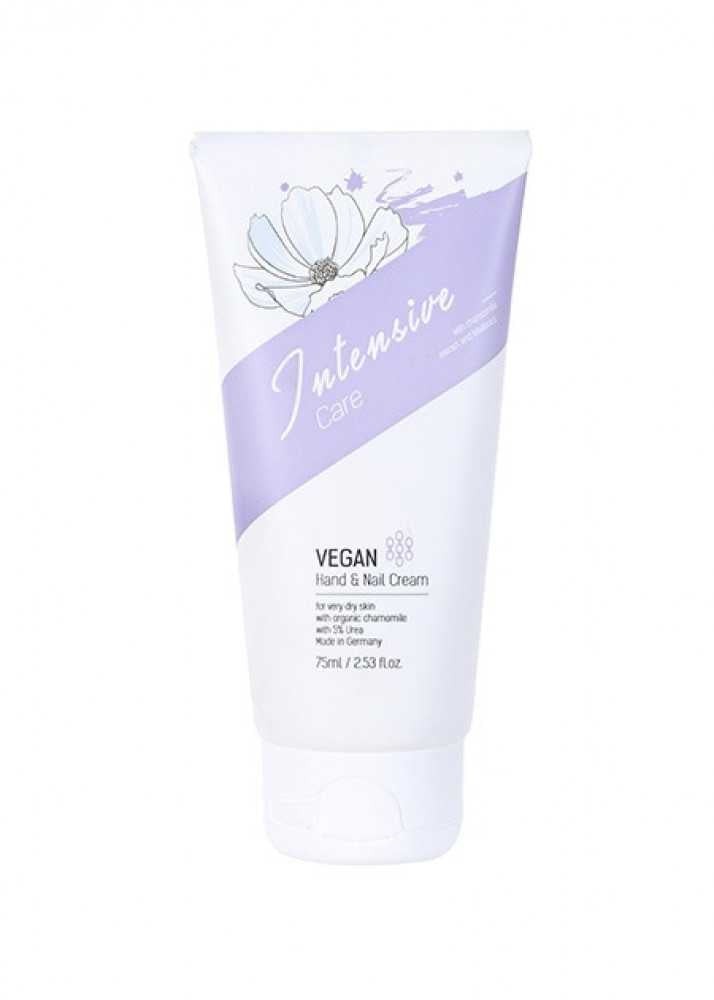 Intensive
Care
VEGAN
Hand & Nail Cream
for very dry skin
with organic chamomile
with 5% Urea
Made in Germany
75ml / 2.53 fl.oz.